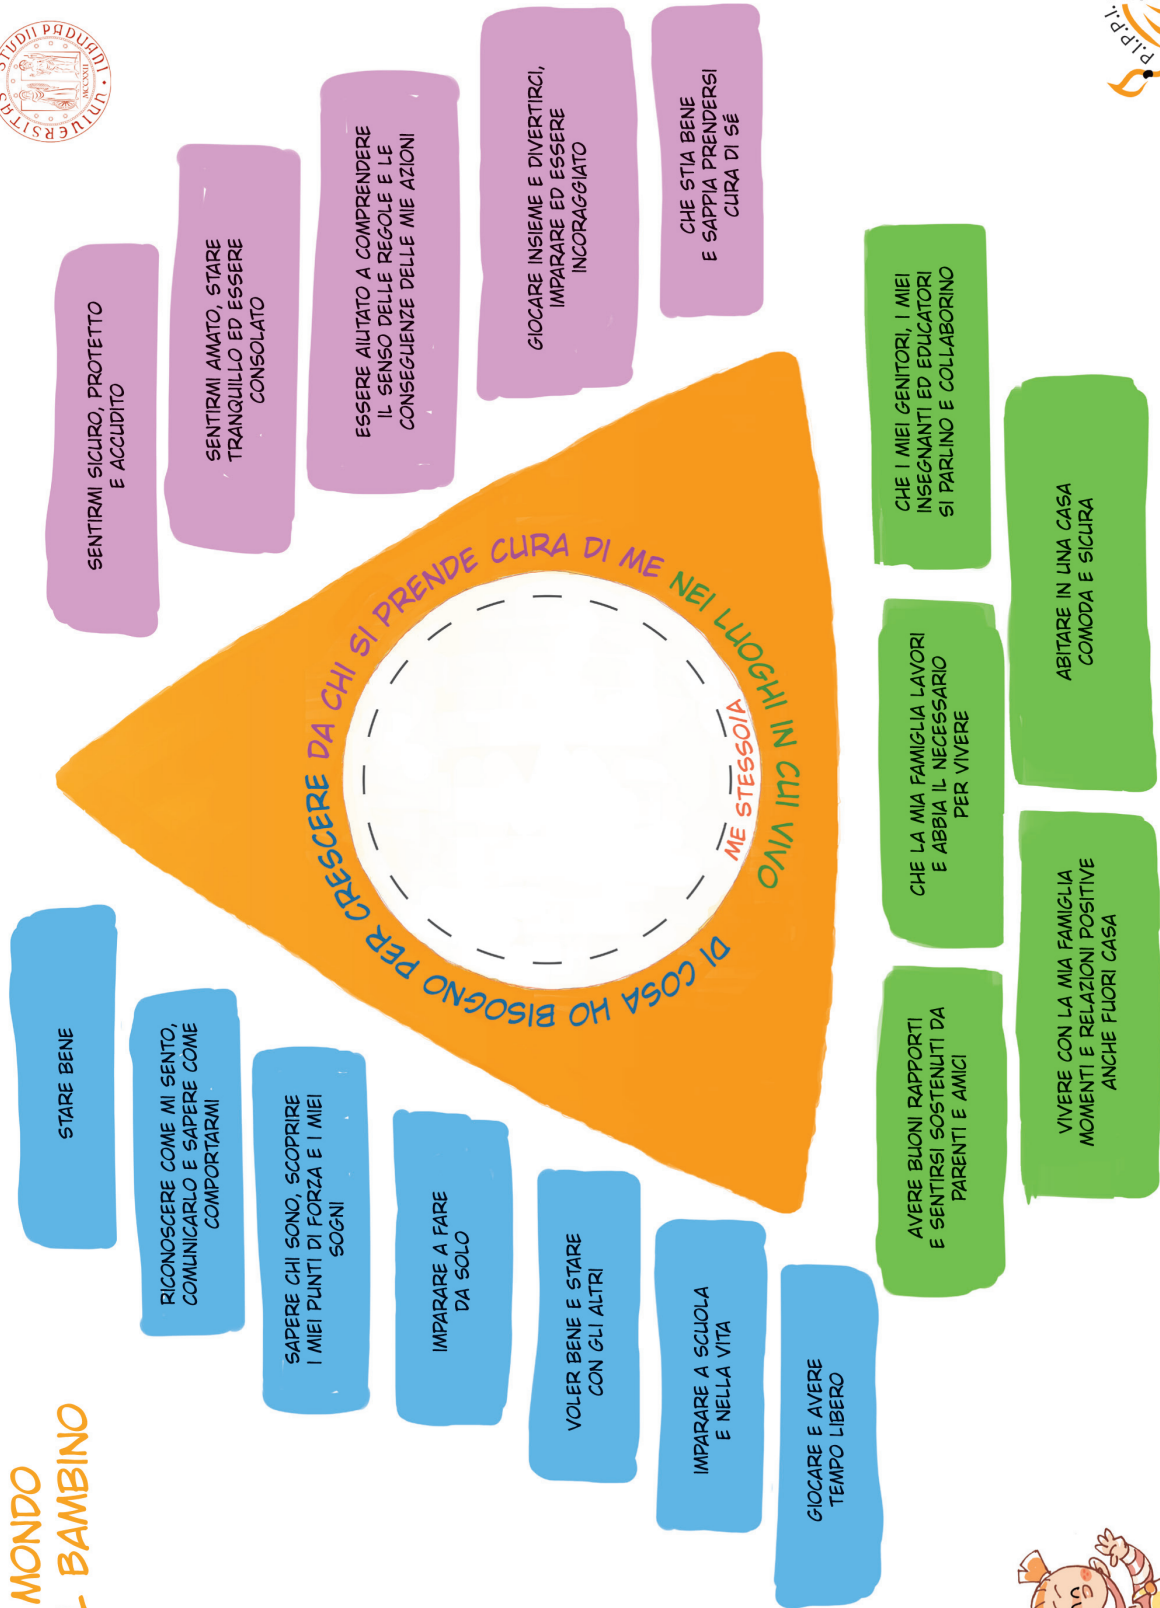 MONDO
BAMBINO
STARE BENE
RICONOSCERE COME MI SENTO,
COMUNICARLO E SAPERE COME
COMPORTARMI
SAPERE CHI SONO, SCOPRIRE
I MIEI PUNTI DI FORZA E I MIEI
SOGNI
IMPARARE A FARE
DA SOLO
VOLER BENE E STARE
CON GLI ALTRI
IMPARARE A SCUOLA
E NELLA VITA
GIOCARE E AVERE
TEMPO LIBERO
DI COSA HO BISOGNO PER CRESCERE
DA CHI SI PRENDE CURA DI ME
NEI LUOGHI IN CUI VIVO
ME STESSO/A
SENTIRMI SICURO, PROTETTO
E ACCUDITO
SENTIRMI AMATO, STARE
TRANQUILLO ED ESSERE
CONSOLATO
ESSERE AIUTATO A COMPRENDERE
IL SENSO DELLE REGOLE E LE
CONSEGUENZE DELLE MIE AZIONI
GIOCARE INSIEME E DIVERTIRCI,
IMPARARE ED ESSERE
INCORAGGIATO
CHE STIA BENE
E SAPPIA PRENDERSI
CURA DI SÉ
AVERE BUONI RAPPORTI
E SENTIRSI SOSTENUTI DA
PARENTI E AMICI
CHE LA MIA FAMIGLIA LAVORI
E ABBIA IL NECESSARIO
PER VIVERE
CHE I MIEI GENITORI, I MIEI
INSEGNANTI ED EDUCATORI
SI PARLINO E COLLABORINO
VIVERE CON LA MIA FAMIGLIA
MOMENTI E RELAZIONI POSITIVE
ANCHE FUORI CASA
ABITARE IN UNA CASA
COMODA E SICURA
UNIVERSITAS STUDII PADUANI
MCCXXII
P.I.P.P.I.